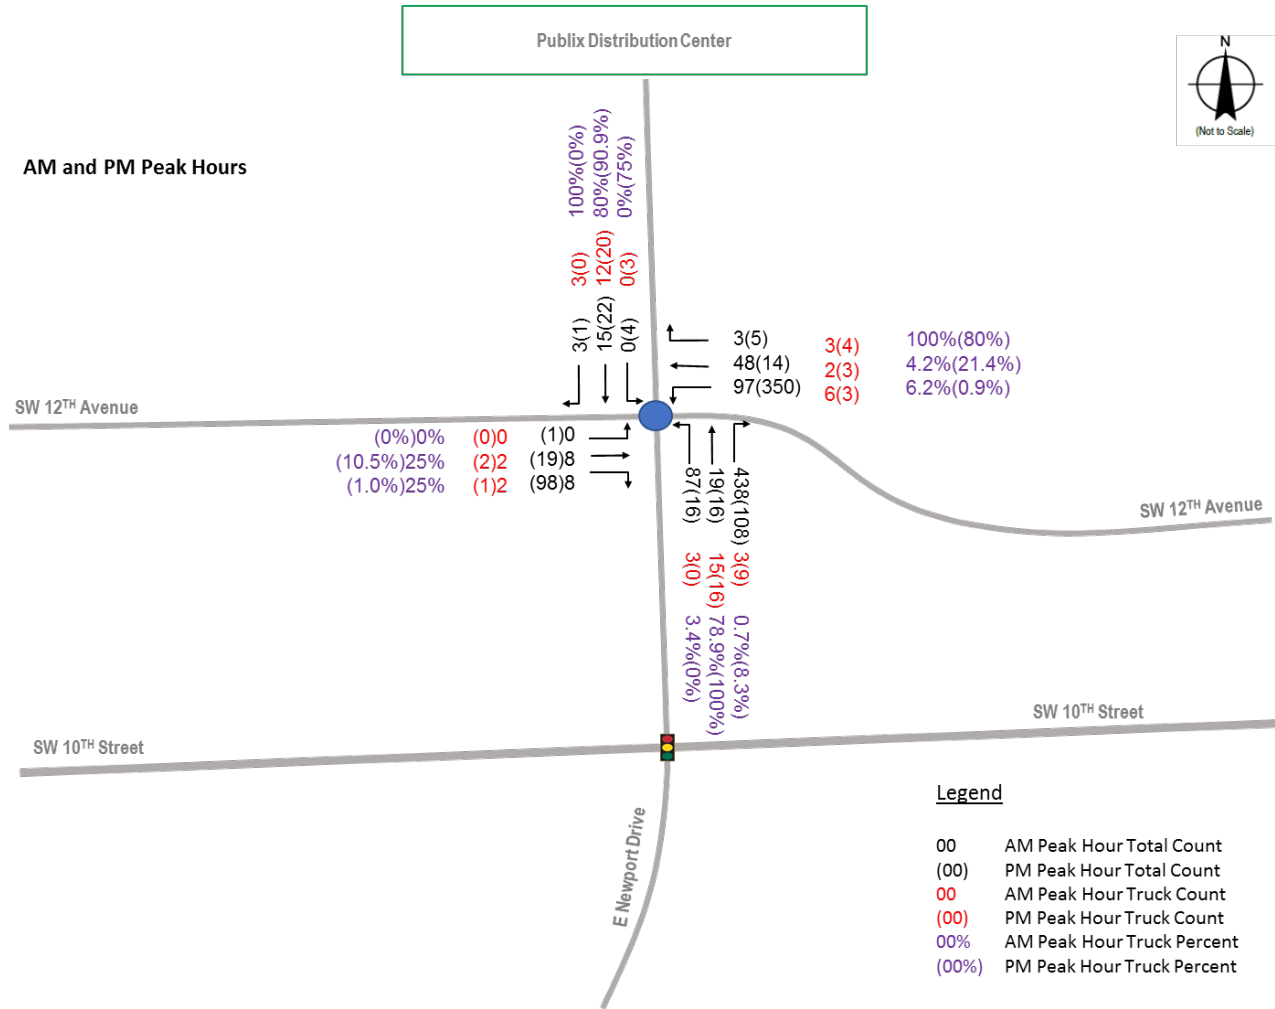 Publix Distribution Center
N
(Not to Scale)
AM and PM Peak Hours
100%(0%)
80%(90.9%)
0%(75%)
3(0)
12(20)
0(3)
3(1)
15(22)
0(4)
3(5) 3(4) 100%(80%)
48(14) 2(3) 4.2%(21.4%)
97(350) 6(3) 6.2%(0.9%)
SW 12TH Avenue
(0%)0% (0)0 (1)0
(10.5%)25% (2)2 (19)8
(1.0%)25% (1)2 (98)8
87(16)
19(16)
438(108)
3(0)
15(16)
3(9)
3.4%(0%)
78.9%(100%)
0.7%(8.3%)
SW 12TH Avenue
SW 10TH Street
SW 10TH Street
E Newport Drive
Legend
00 AM Peak Hour Total Count
(00) PM Peak Hour Total Count
00 AM Peak Hour Truck Count
(00) PM Peak Hour Truck Count
00% AM Peak Hour Truck Percent
(00%) PM Peak Hour Truck Percent